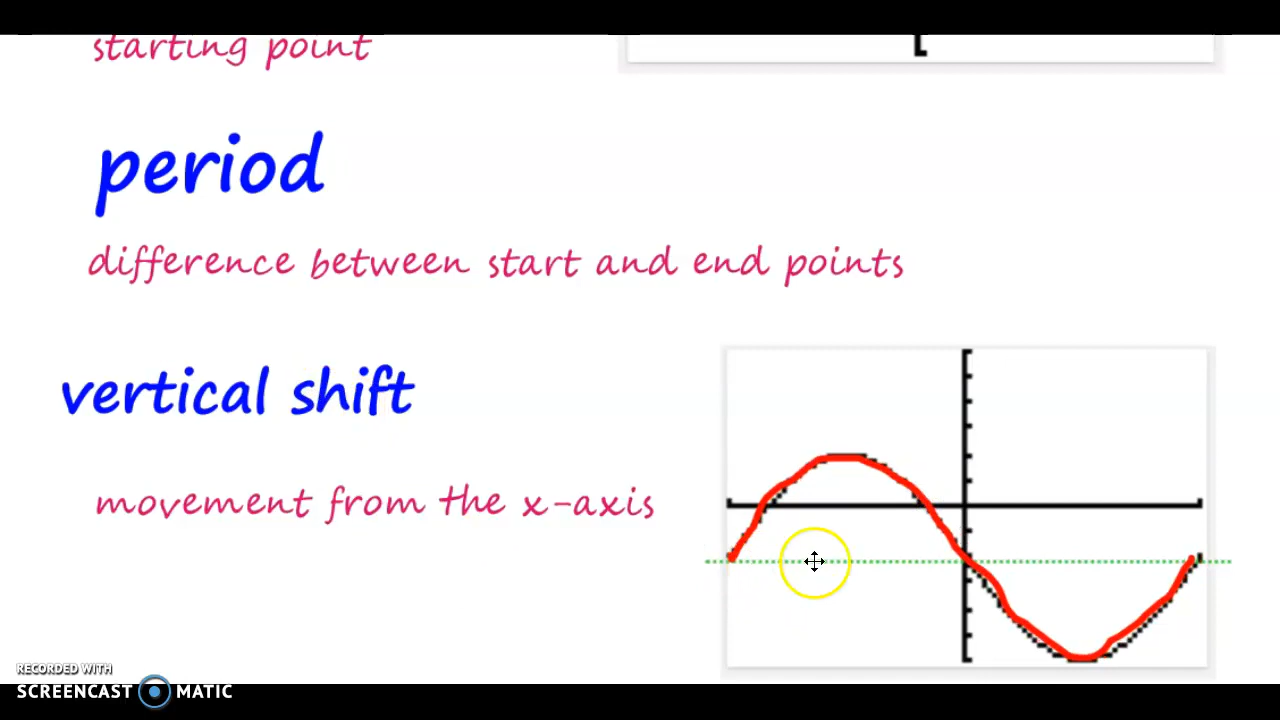 starting point
period
difference between start and end points
vertical shift
movement from the x-axis
RECORDED WITH
SCREENCAST MATIC